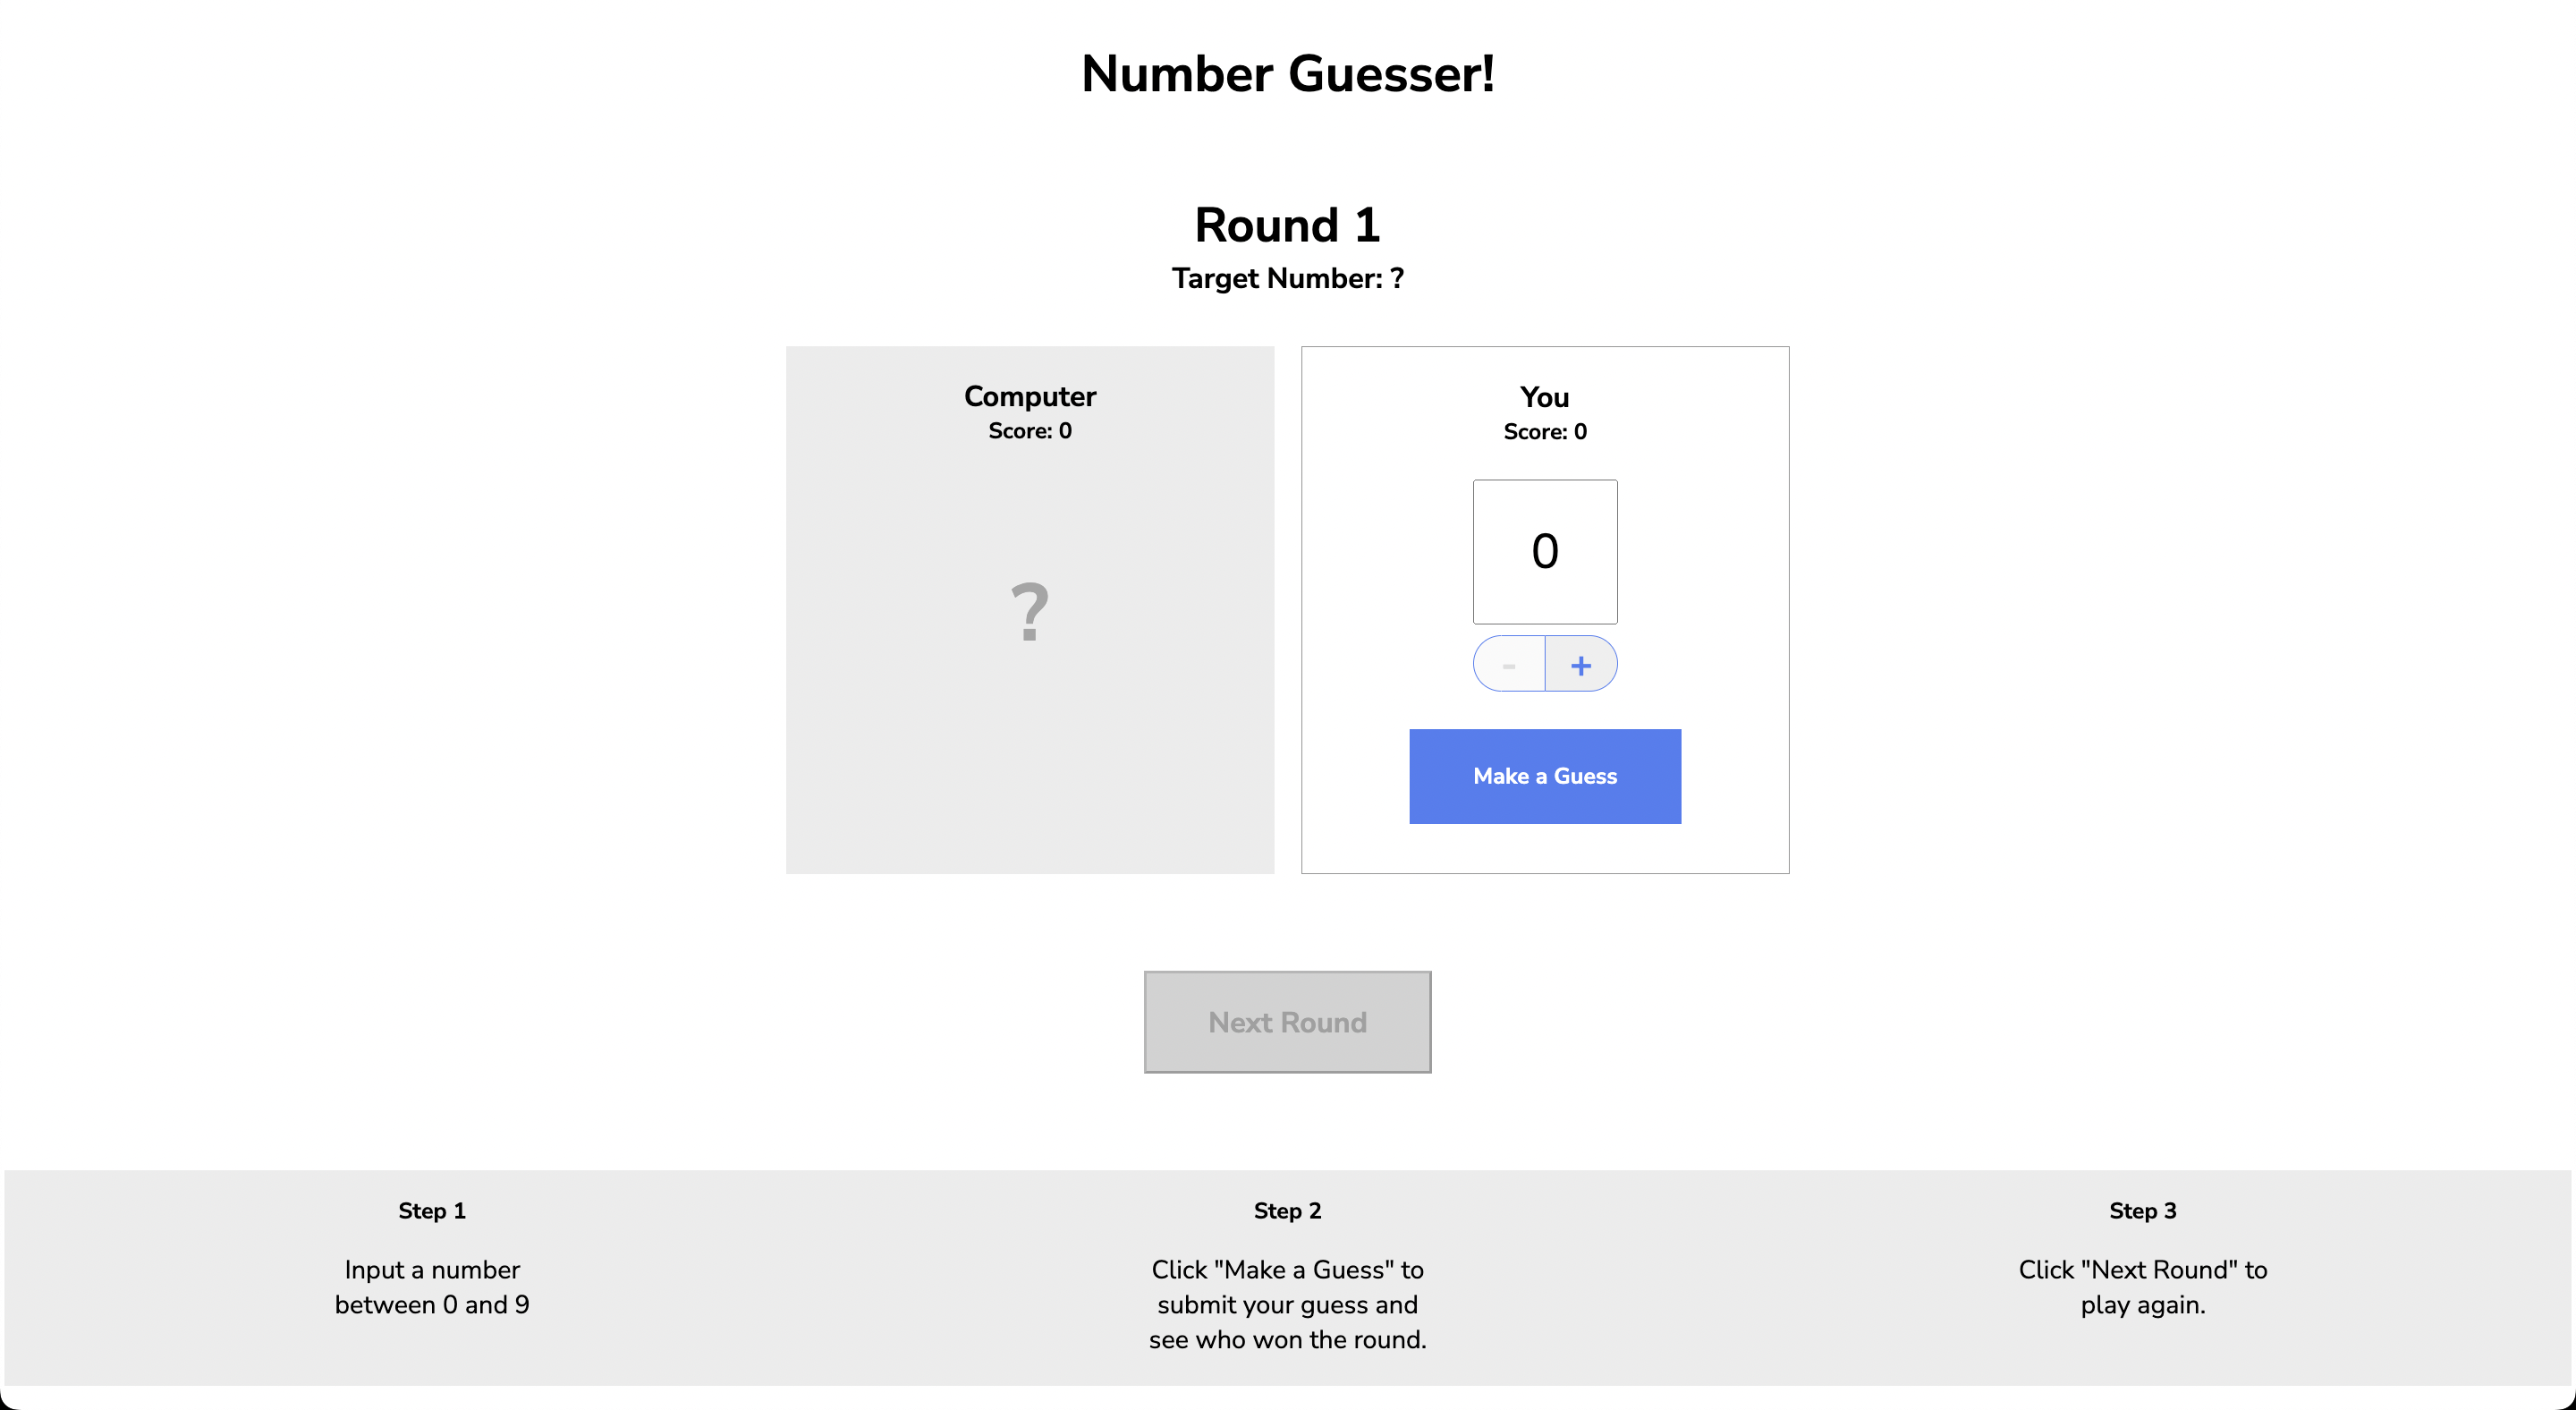 Number Guesser!
Round 1
Target Number: ?
Computer
Score: 0
?
You
Score: 0
0
- +
Make a Guess
Next Round
Step 1
Input a number
between 0 and 9
Step 2
Click "Make a Guess" to
submit your guess and
see who won the round.
Step 3
Click "Next Round" to
play again.